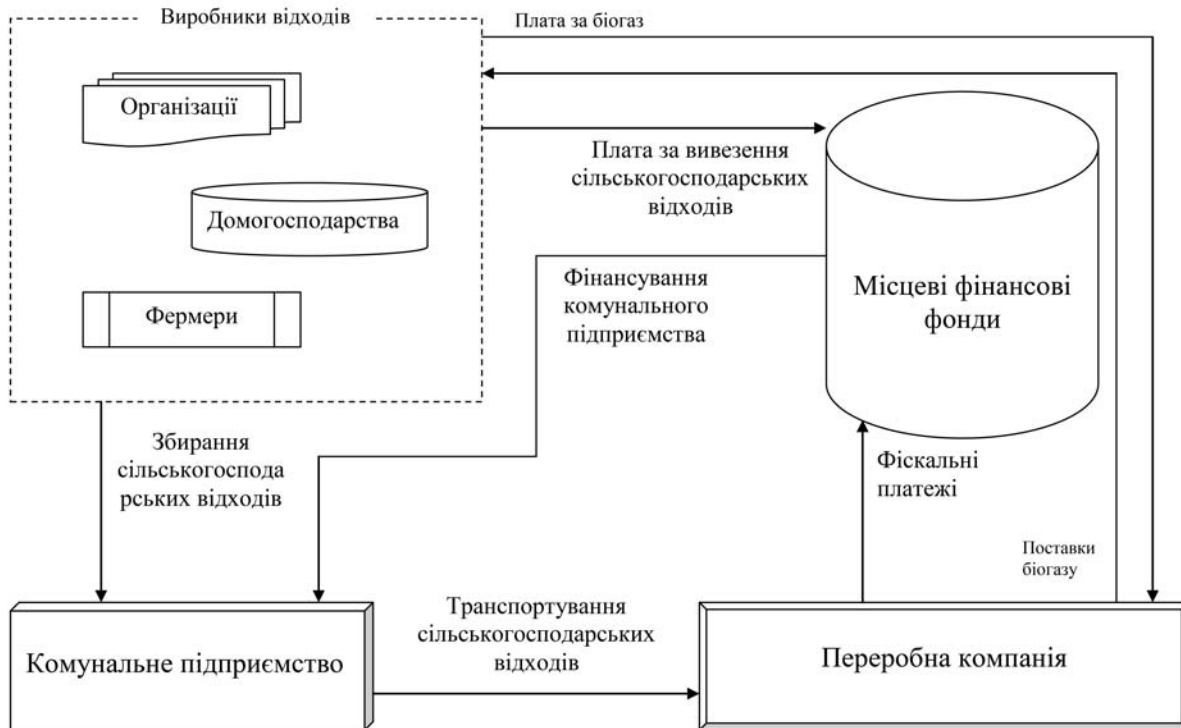 Виробники відходів
Плата за біогаз
Організації
Домогосподарства
Фермери
Плата за вивезення
сільськогосподарських
відходів
Фінансування
комунального
підприємства
Місцеві фінансові
фонди
Збирання
сільськогоспода
рських відходів
Фіскальні
платежі
Поставки
біогазу
Транспортування
сільськогосподарських
відходів
Комунальне підприємство
Переробна компанія